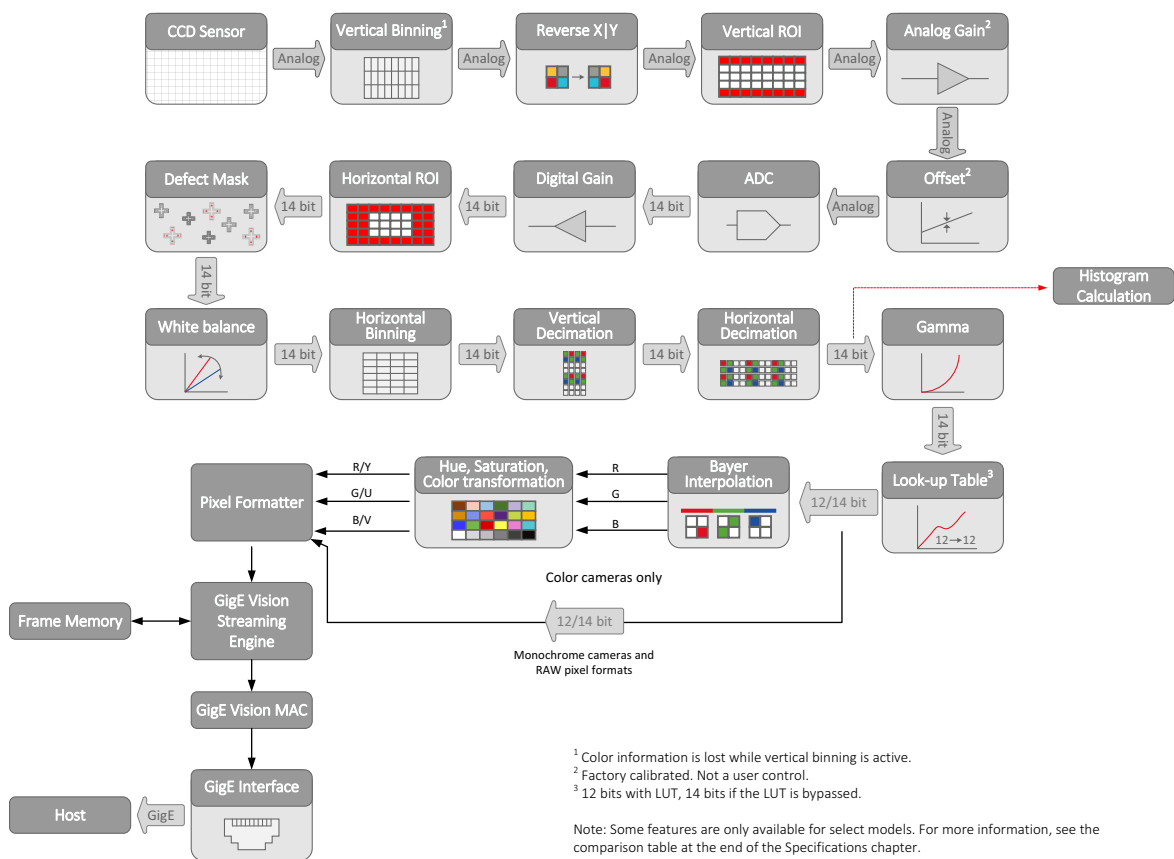 CCD Sensor
Analog
Vertical Binning¹
Analog
Reverse X|Y
Analog
Vertical ROI
Analog
Analog Gain²
Analog
Defect Mask
14 bit
Horizontal ROI
14 bit
Digital Gain
14 bit
ADC
Analog
Offset²
14 bit
Histogram
Calculation
White balance
14 bit
Horizontal
Binning
14 bit
Vertical
Decimation
14 bit
Horizontal
Decimation
14 bit
Gamma
14 bit
Pixel Formatter
R/Y
G/U
B/V
Hue, Saturation,
Color transformation
R
G
B
Bayer
Interpolation
12/14 bit
Look-up Table³
12→12
Color cameras only
12/14 bit
Monochrome cameras and
RAW pixel formats
Frame Memory
GigE Vision
Streaming
Engine
GigE Vision MAC
GigE Interface
GigE
Host
¹ Color information is lost while vertical binning is active.
² Factory calibrated. Not a user control.
³ 12 bits with LUT, 14 bits if the LUT is bypassed.
Note: Some features are only available for select models. For more information, see the
comparison table at the end of the Specifications chapter.